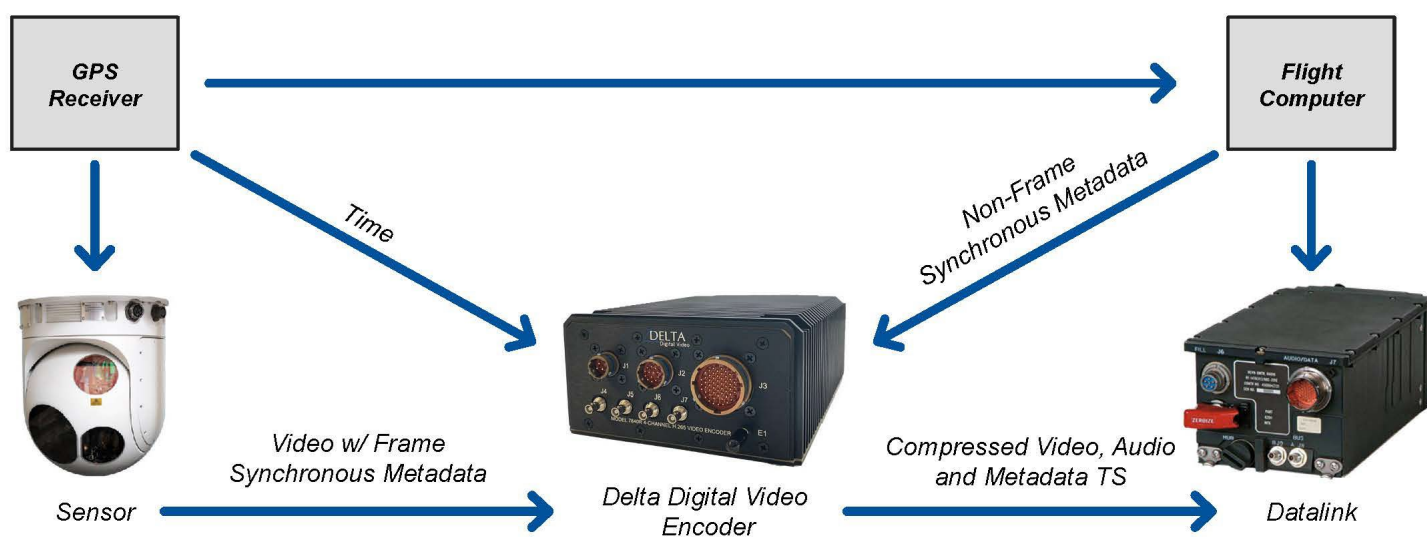 GPS
Receiver
Flight
Computer
Time
Non-Frame
Synchronous Metadata
DELTA
Digital Video
J1
J2
J3
J4
J5
J6
J7
E1
FILL
J6
AUDIO/DATA
J7
ZEROIZE
Video w/ Frame
Synchronous Metadata
Compressed Video, Audio
and Metadata TS
Sensor
Delta Digital Video
Encoder
Datalink